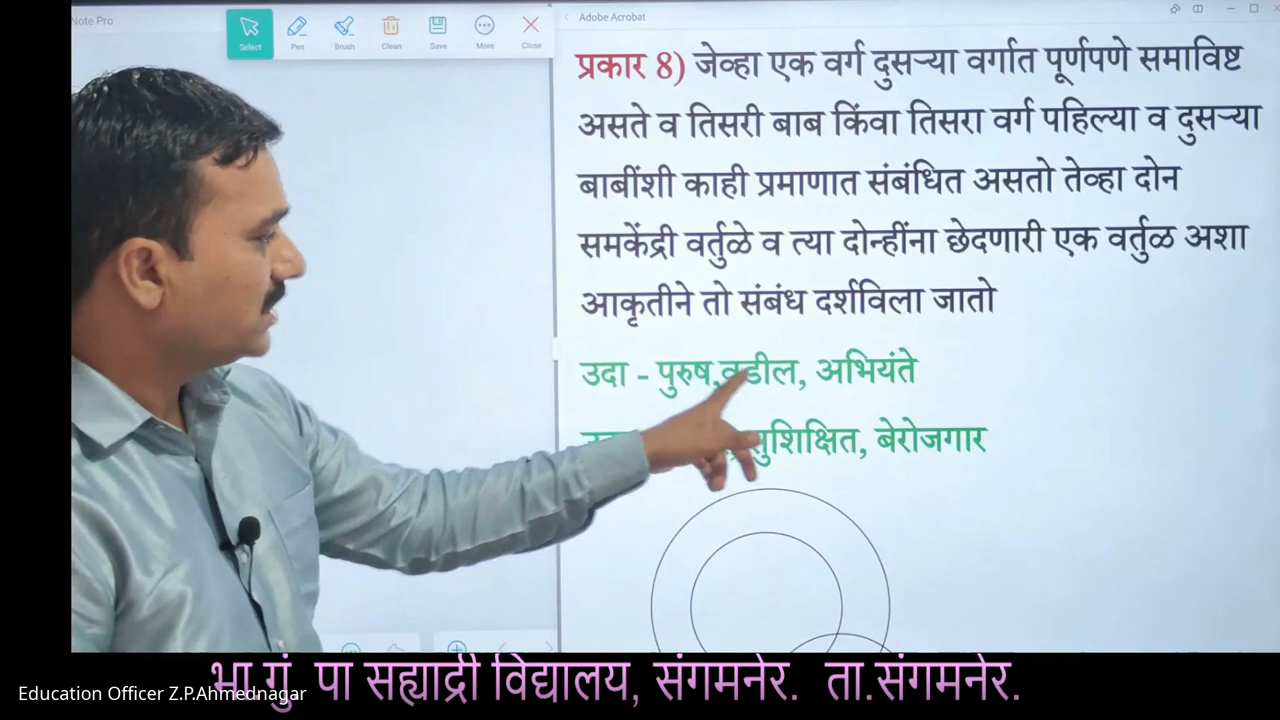 Note Pro
Select
Pen
Brush
Clean
Save
More
Close
Adobe Acrobat
प्रकार 8) जेव्हा एक वर्ग दुसऱ्या वर्गात पूर्णपणे समाविष्ट
असते व तिसरी बाब किंवा तिसरा वर्ग पहिल्या व दुसऱ्या
बाबींशी काही प्रमाणात संबंधित असतो तेव्हा दोन
समकेंद्री वर्तुळे व त्या दोन्हींना छेदणारी एक वर्तुळ अशा
आकृतीने तो संबंध दर्शविला जातो
उदा - पुरुष,वडील, अभियंते
सुशिक्षित, बेरोजगार
भा.गुं. पा सह्याद्री विद्यालय, संगमनेर. ता.संगमनेर.
Education Officer Z.P.Ahmednagar